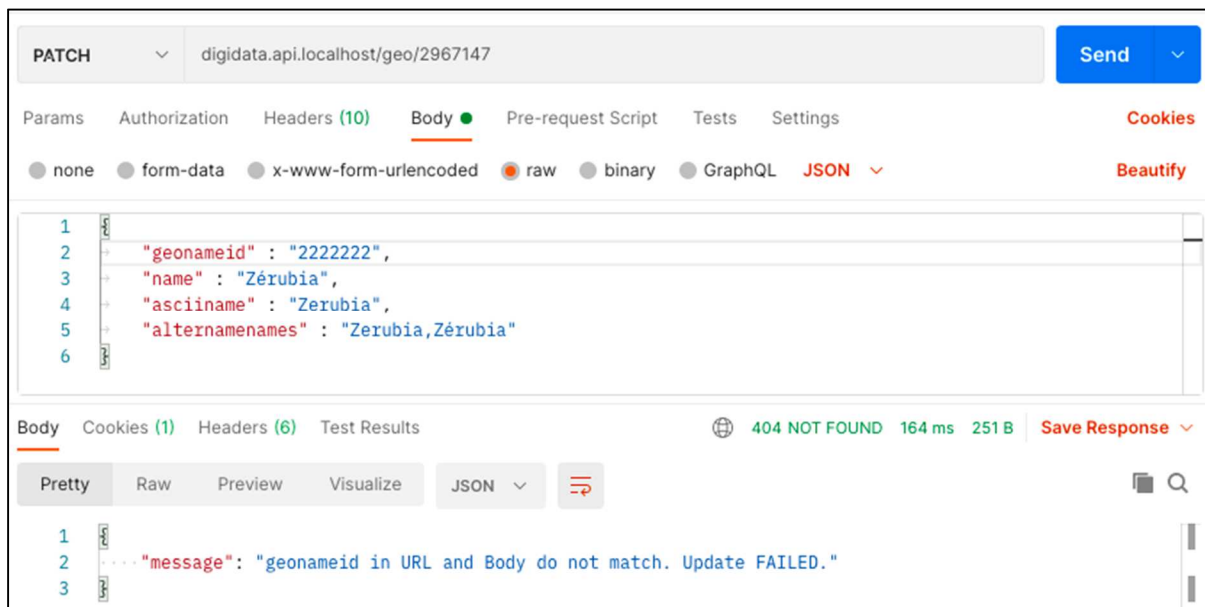 PATCH digidata.api.localhost/geo/2967147 Send
Params Authorization Headers (10) Body Pre-request Script Tests Settings Cookies
none form-data x-www-form-urlencoded raw binary GraphQL JSON Beautify
1 {
2 "geonameid" : "2222222",
3 "name" : "Zérubia",
4 "asciiname" : "Zerubia",
5 "alternamenames" : "Zerubia,Zérubia"
6 }
Body Cookies (1) Headers (6) Test Results 404 NOT FOUND 164 ms 251 B Save Response
Pretty Raw Preview Visualize JSON
1 {
2 "message": "geonameid in URL and Body do not match. Update FAILED."
3 }